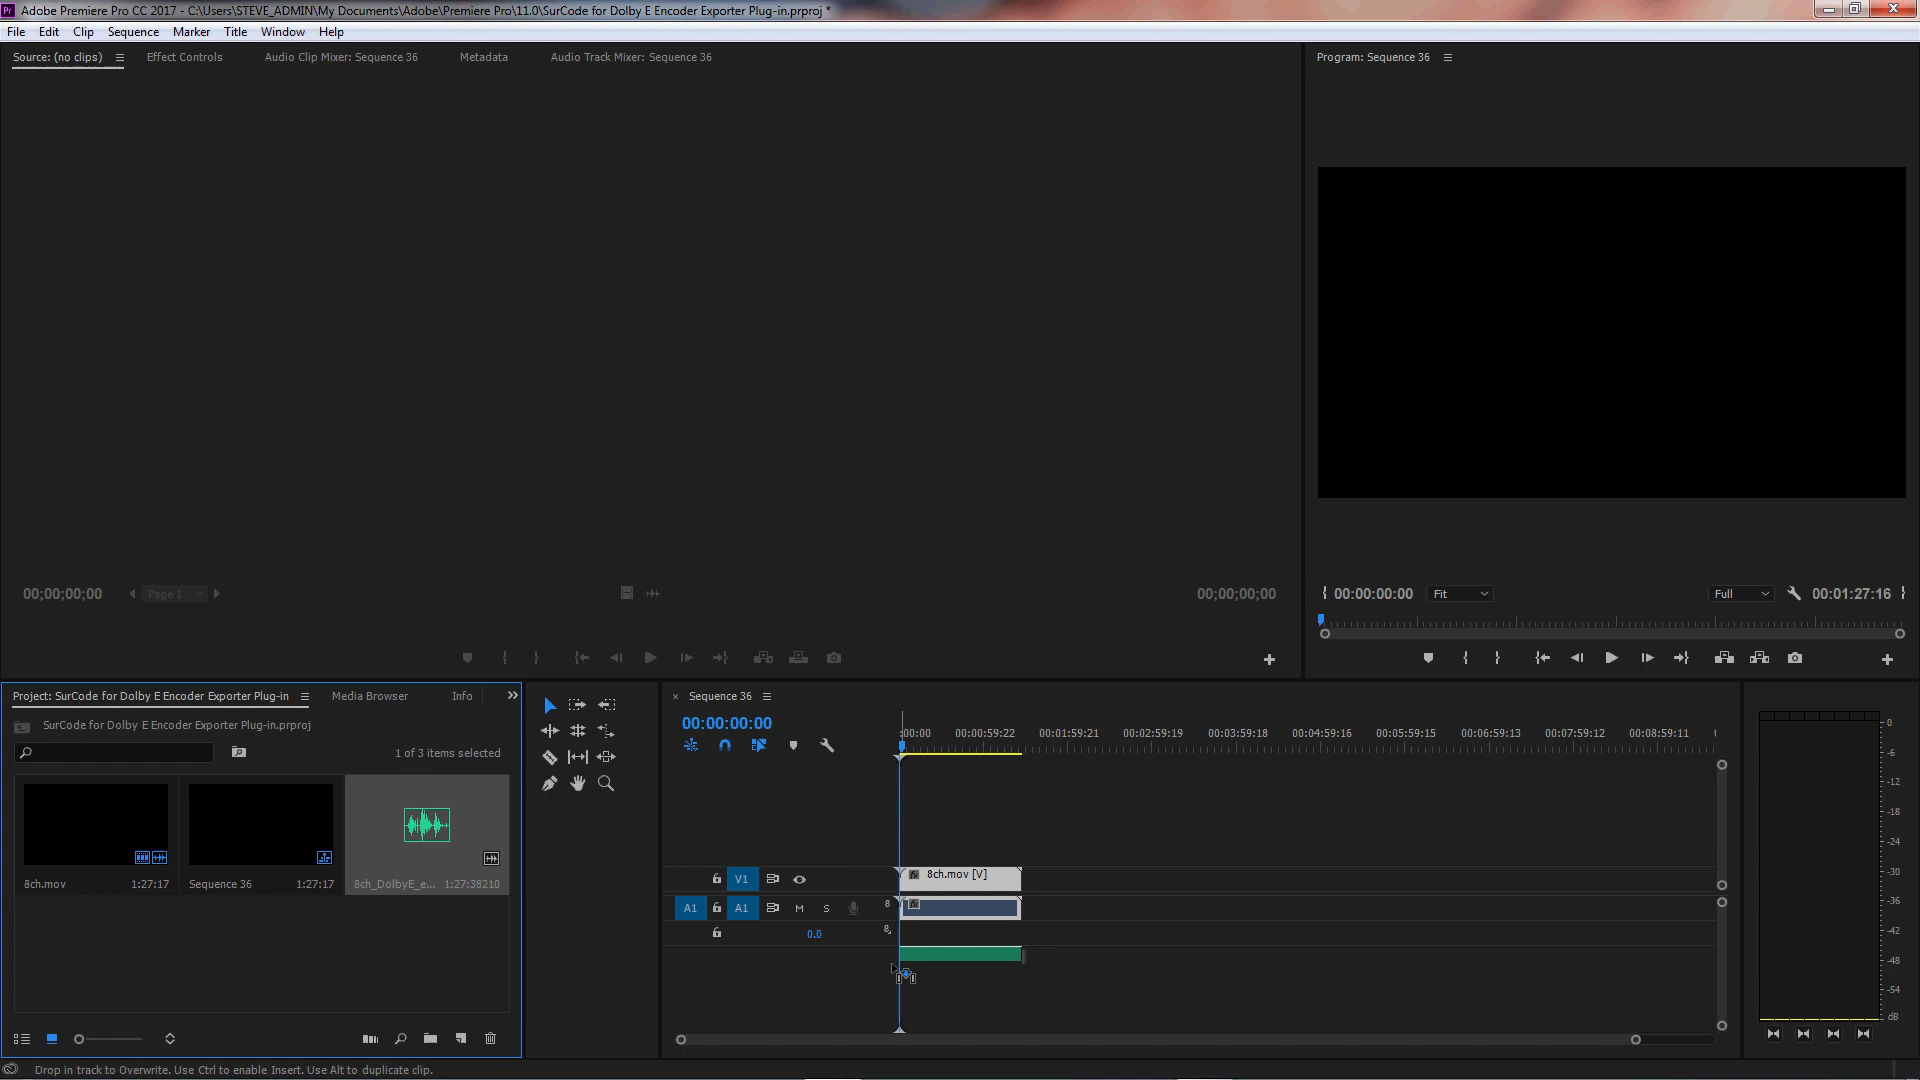 Adobe Premiere Pro CC 2017 - C:\Users\STEVE_ADMIN\My Documents\Adobe\Premiere Pro\11.0\SurCode for Dolby E Encoder Exporter Plug-in.prproj *
File Edit Clip Sequence Marker Title Window Help
Source: (no clips) Effect Controls Audio Clip Mixer: Sequence 36 Metadata Audio Track Mixer: Sequence 36
Program: Sequence 36
00;00;00;00 Page 1 00;00;00;00
00:00:00:00 Fit Full 00:01:27:16
Project: SurCode for Dolby E Encoder Exporter Plug-in Media Browser Info
SurCode for Dolby E Encoder Exporter Plug-in.prproj
1 of 3 items selected
8ch.mov 1:27:17
Sequence 36 1:27:17
8ch_DolbyE_e... 1:27:38210
Sequence 36
00:00:00:00
:00:00 00:00:59:22 00:01:59:21 00:02:59:19 00:03:59:18 00:04:59:16 00:05:59:15 00:06:59:13 00:07:59:12 00:08:59:11
V1 fx 8ch.mov [V]
A1 A1 M S 8 fx
0.0 8
0
-6
-12
-18
-24
-30
-36
-42
-48
-54
dB
Drop in track to Overwrite. Use Ctrl to enable Insert. Use Alt to duplicate clip.